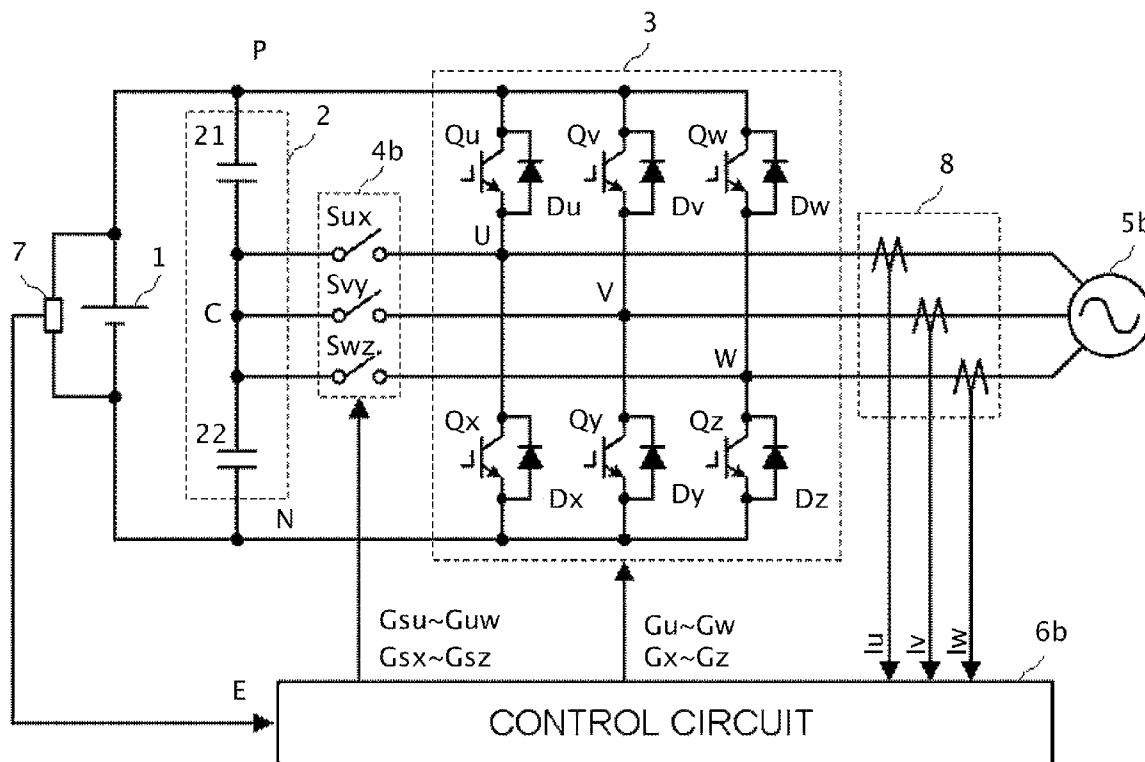 3
P
2
21
4b
Qu
Qv
Qw
8
5b
Du
Dv
Dw
Sux
U
7
1
Svy
V
C
Swz
W
22
Qx
Qy
Qz
Dx
Dy
Dz
N
Gsu~Guw
Gsx~Gsz
Gu~Gw
Gx~Gz
Iu
Iv
Iw
6b
E
CONTROL CIRCUIT